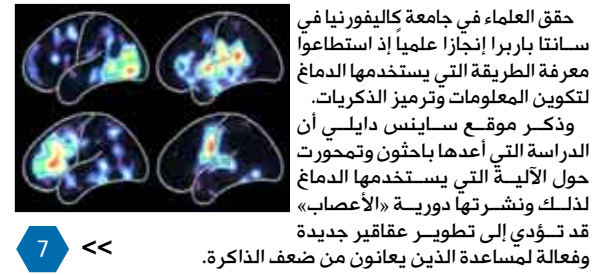 حقق العلماء في جامعة كاليفورنيا في
سانتا باربرا إنجازا علمياً إذ استطاعوا
معرفة الطريقة التي يستخدمها الدماغ
لتكوين المعلومات وترميز الذكريات.
وذكر موقع ساينس دايلي أن
الدراسة التي أعدها باحثون وتمحورت
حول الآلية التي يستخدمها الدماغ
لذلك ونشرتها دورية «الأعصاب»
قد تؤدي إلى تطوير عقاقير جديدة
وفعالة لمساعدة الذين يعانون من ضعف الذاكرة.
>> 7